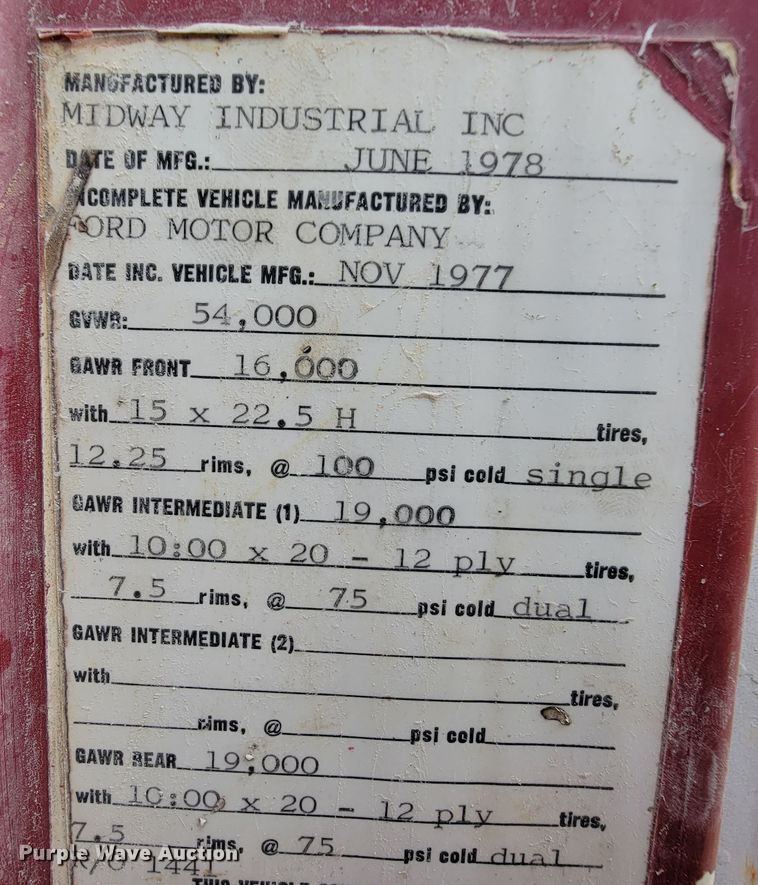 MANUFACTURED BY:
MIDWAY INDUSTRIAL INC
DATE OF MFG.: JUNE 1978
INCOMPLETE VEHICLE MANUFACTURED BY:
FORD MOTOR COMPANY
DATE INC. VEHICLE MFG.: NOV 1977
GVWR: 54,000
GAWR FRONT 16,000
with 15 x 22.5 H tires,
12.25 rims, @ 100 psi cold single
GAWR INTERMEDIATE (1) 19,000
with 10:00 x 20 - 12 ply tires,
7.5 rims, @ 75 psi cold dual
GAWR INTERMEDIATE (2)
with tires,
rims, @ psi cold
GAWR REAR 19,000
with 10:00 x 20 - 12 ply tires,
7.5 rims, @ 75 psi cold dual
Purple Wave Auction
1441
THIS VEHICLE